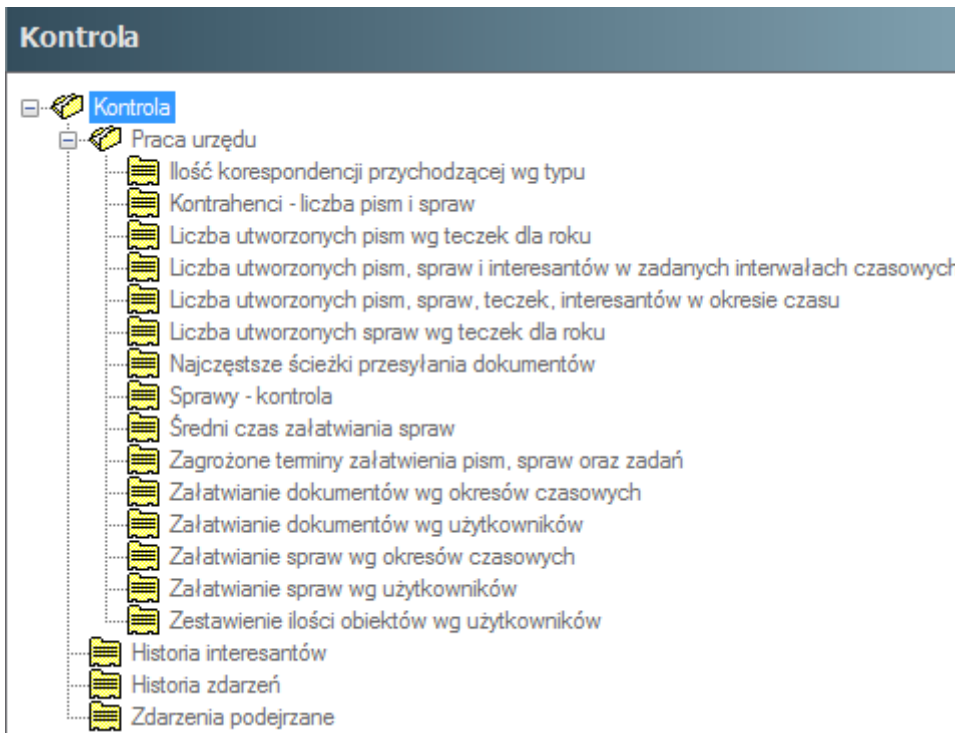 Kontrola
Kontrola
Praca urzędu
Ilość korespondencji przychodzącej wg typu
Kontrahenci - liczba pism i spraw
Liczba utworzonych pism wg teczek dla roku
Liczba utworzonych pism, spraw i interesantów w zadanych interwałach czasowych
Liczba utworzonych pism, spraw, teczek, interesantów w okresie czasu
Liczba utworzonych spraw wg teczek dla roku
Najczęstsze ścieżki przesyłania dokumentów
Sprawy - kontrola
Średni czas załatwiania spraw
Zagrożone terminy załatwienia pism, spraw oraz zadań
Załatwianie dokumentów wg okresów czasowych
Załatwianie dokumentów wg użytkowników
Załatwianie spraw wg okresów czasowych
Załatwianie spraw wg użytkowników
Zestawienie ilości obiektów wg użytkowników
Historia interesantów
Historia zdarzeń
Zdarzenia podejrzane